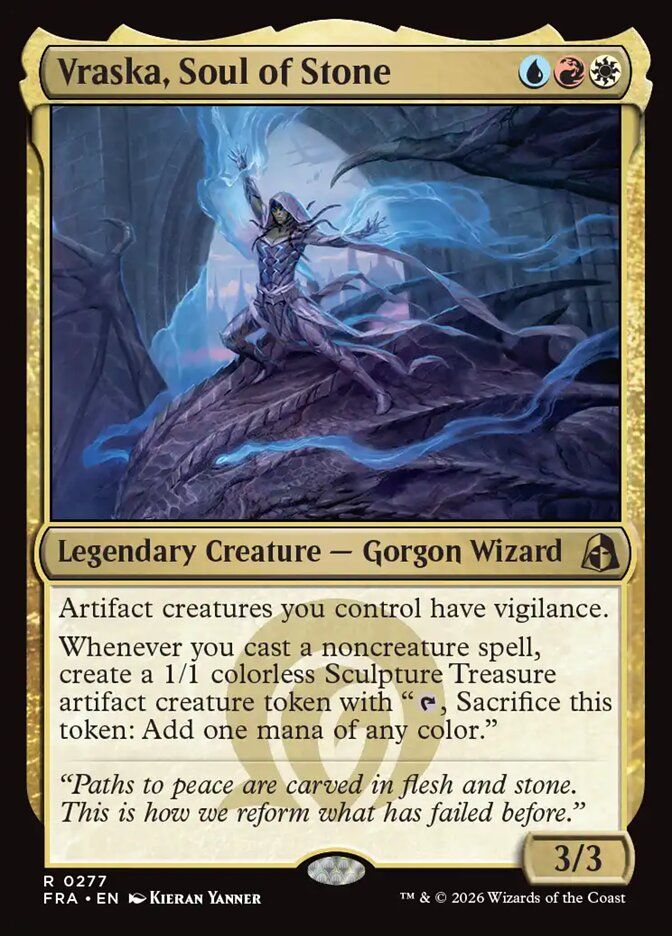 Vraska, Soul of Stone
Legendary Creature — Gorgon Wizard
Artifact creatures you control have vigilance.
Whenever you cast a noncreature spell,
create a 1/1 colorless Sculpture Treasure
artifact creature token with “ , Sacrifice this
token: Add one mana of any color.”
“Paths to peace are carved in flesh and stone.
This is how we reform what has failed before.”
3/3
R 0277
FRA • EN Kieran Yanner
™ & © 2026 Wizards of the Coast